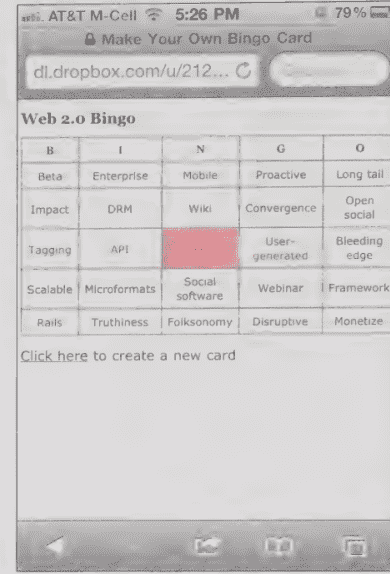 AT&T M-Cell 5:26 PM 79%
Make Your Own Bingo Card
dl.dropbox.com/u/212...
Web 2.0 Bingo
B I N G O
Beta Enterprise Mobile Proactive Long tail
Impact DRM Wiki Convergence Open social
Tagging API User-generated Bleeding edge
Scalable Microformats Social software Webinar Framework
Rails Truthiness Folksonomy Disruptive Monetize
Click here to create a new card